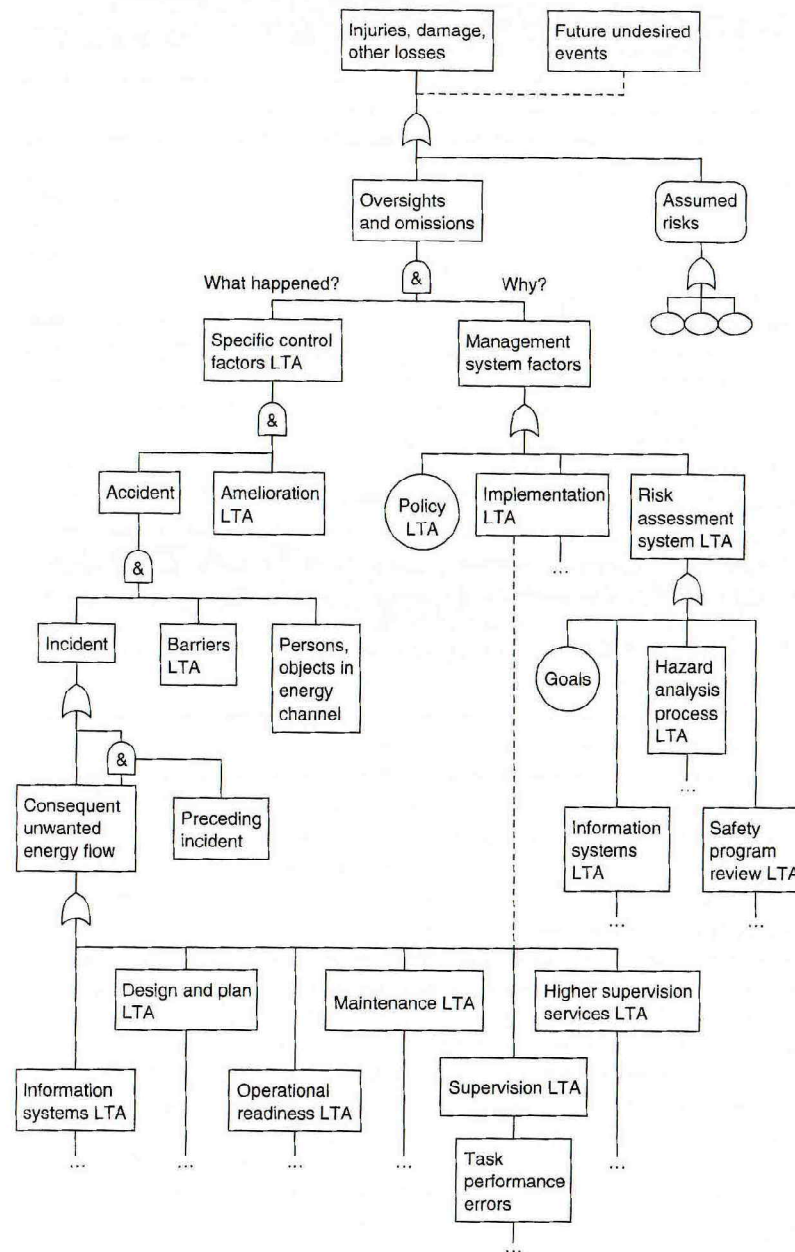 Injuries, damage,
other losses
Future undesired
events
Oversights
and omissions
Assumed
risks
&
What happened?
Why?
Specific control
factors LTA
Management
system factors
&
Accident
Amelioration
LTA
Policy
LTA
Implementation
LTA
Risk
assessment
system LTA
...
&
Incident
Barriers
LTA
Persons,
objects in
energy
channel
Goals
Hazard
analysis
process
LTA
...
&
Consequent
unwanted
energy flow
Preceding
incident
Information
systems
LTA
...
Safety
program
review LTA
...
Design and plan
LTA
...
Maintenance LTA
...
Higher supervision
services LTA
...
Information
systems LTA
...
Operational
readiness LTA
...
Supervision LTA
Task
performance
errors
...